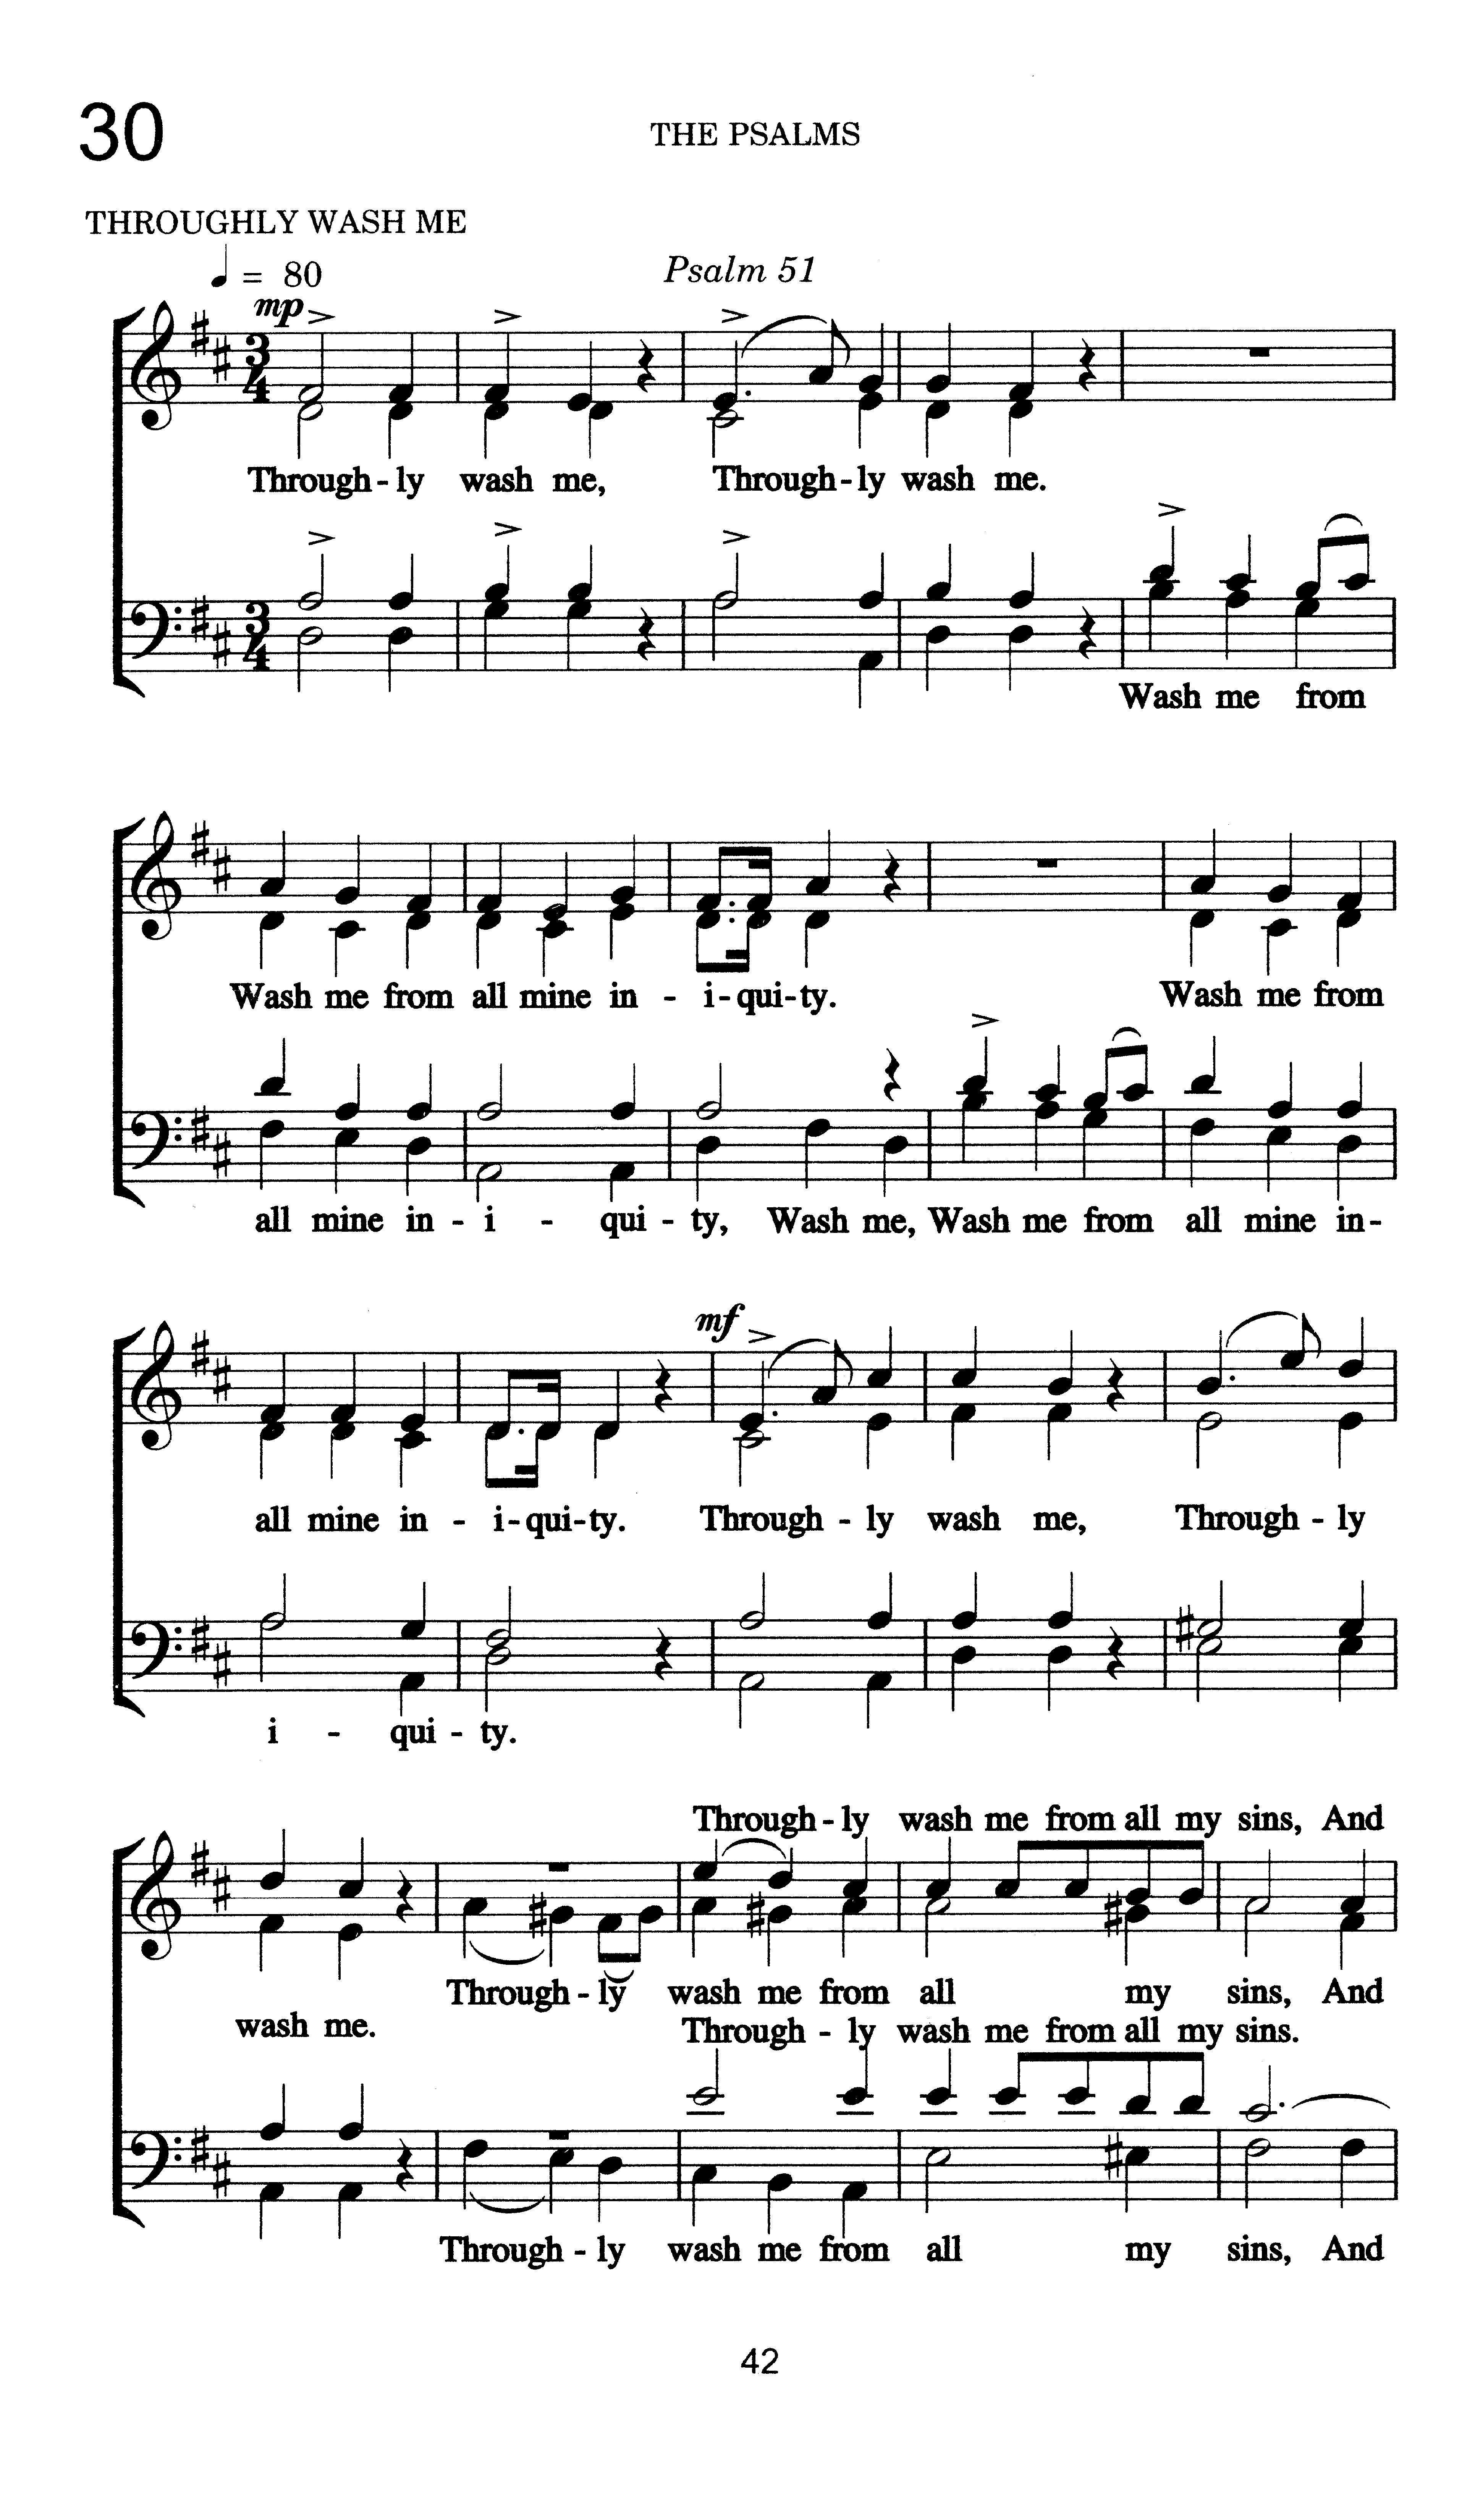 30
THE PSALMS
THROUGHLY WASH ME
= 80
Psalm 51
mp
3
4
Through - ly wash me, Through - ly wash me.
3
4
Wash me from
Wash me from all mine in - i - qui - ty. Wash me from
all mine in - i - qui - ty, Wash me, Wash me from all mine in -
mf
all mine in - i - qui - ty. Through - ly wash me, Through - ly
i - qui - ty.
Through - ly wash me from all my sins, And
Through - ly wash me from all my sins, And
wash me. Through - ly wash me from all my sins.
Through - ly wash me from all my sins, And
42